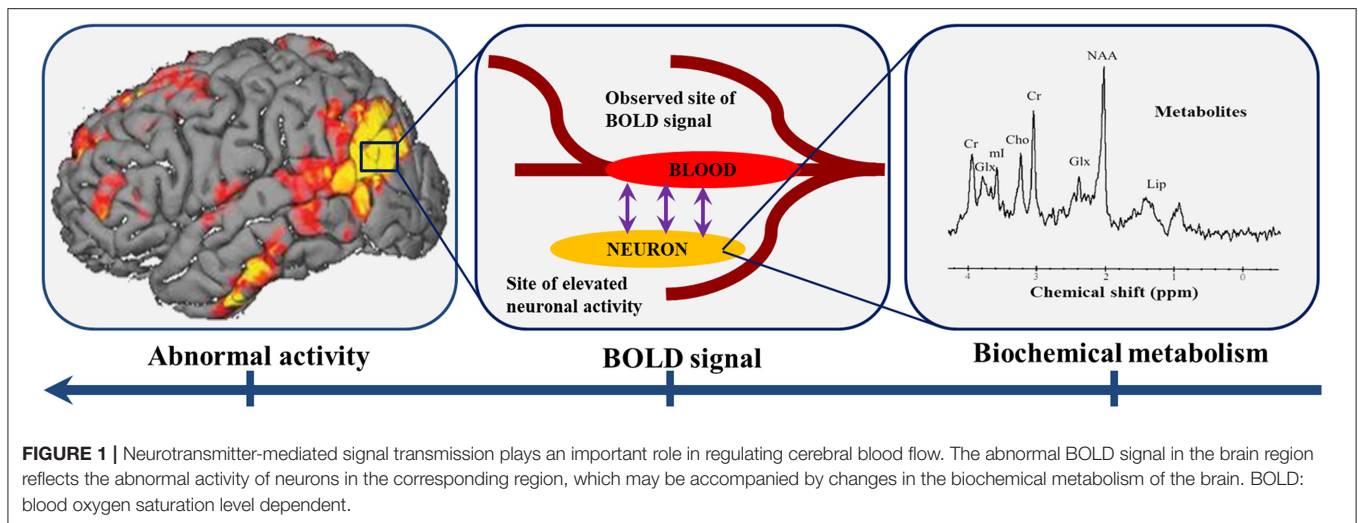 Observed site of
BOLD signal
BLOOD
NEURON
Site of elevated
neuronal activity
NAA
Cr
Metabolites
Cr
Glx
mI
Cho
Glx
Lip
4
3
2
1
0
Chemical shift (ppm)
Abnormal activity
BOLD signal
Biochemical metabolism
FIGURE 1 | Neurotransmitter-mediated signal transmission plays an important role in regulating cerebral blood flow. The abnormal BOLD signal in the brain region
reflects the abnormal activity of neurons in the corresponding region, which may be accompanied by changes in the biochemical metabolism of the brain. BOLD:
blood oxygen saturation level dependent.